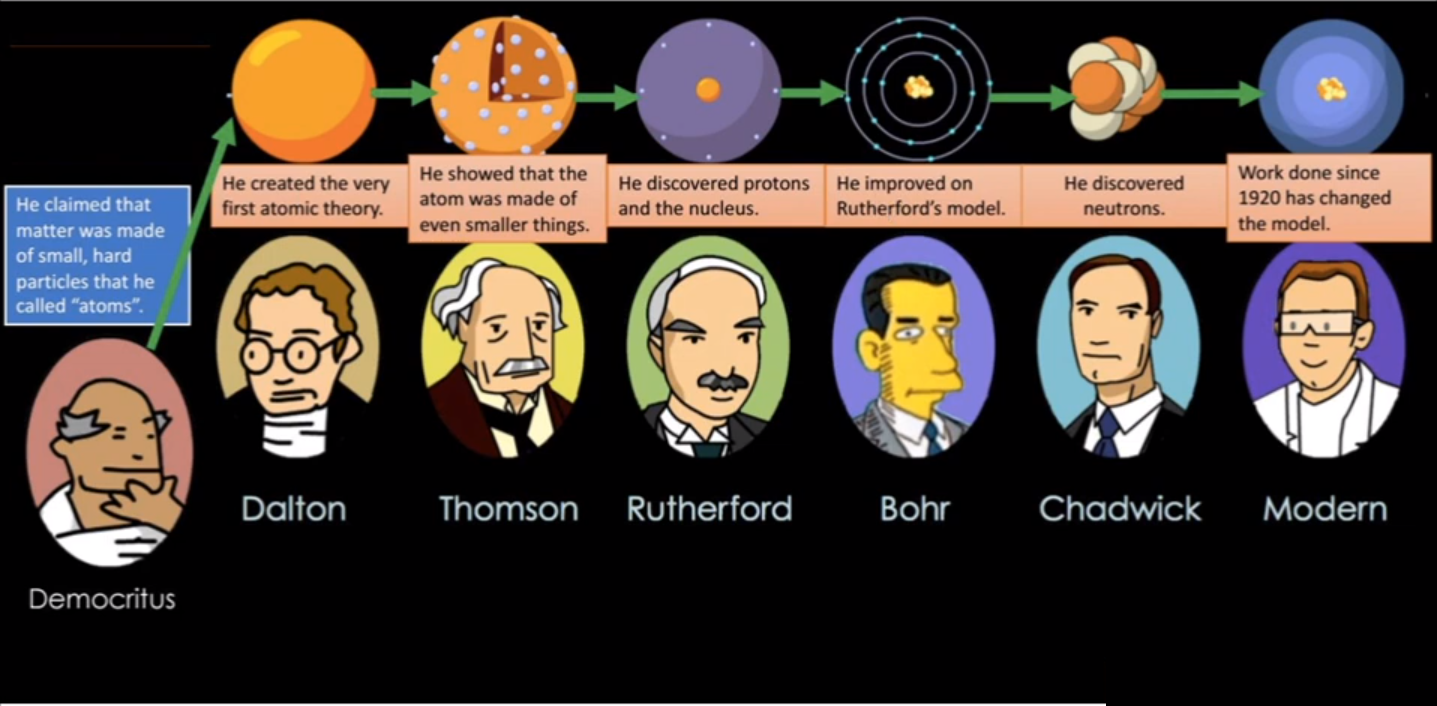 He claimed that
matter was made
of small, hard
particles that he
called “atoms”.
Democritus
He created the very
first atomic theory.
Dalton
He showed that the
atom was made of
even smaller things.
Thomson
He discovered protons
and the nucleus.
Rutherford
He improved on
Rutherford’s model.
Bohr
He discovered
neutrons.
Chadwick
Work done since
1920 has changed
the model.
Modern